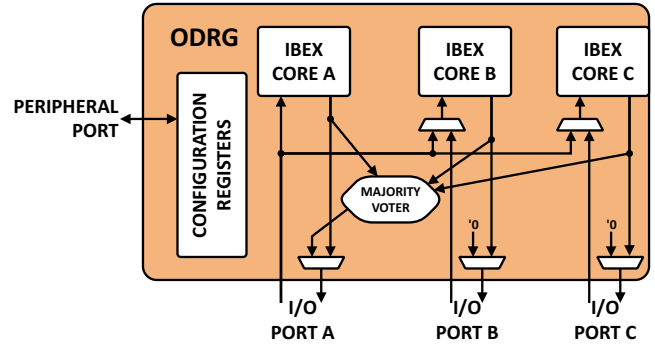 ODRG
IBEX
CORE A
IBEX
CORE B
IBEX
CORE C
PERIPHERAL
PORT
CONFIGURATION
REGISTERS
MAJORITY
VOTER
'0
'0
I/O
PORT A
I/O
PORT B
I/O
PORT C